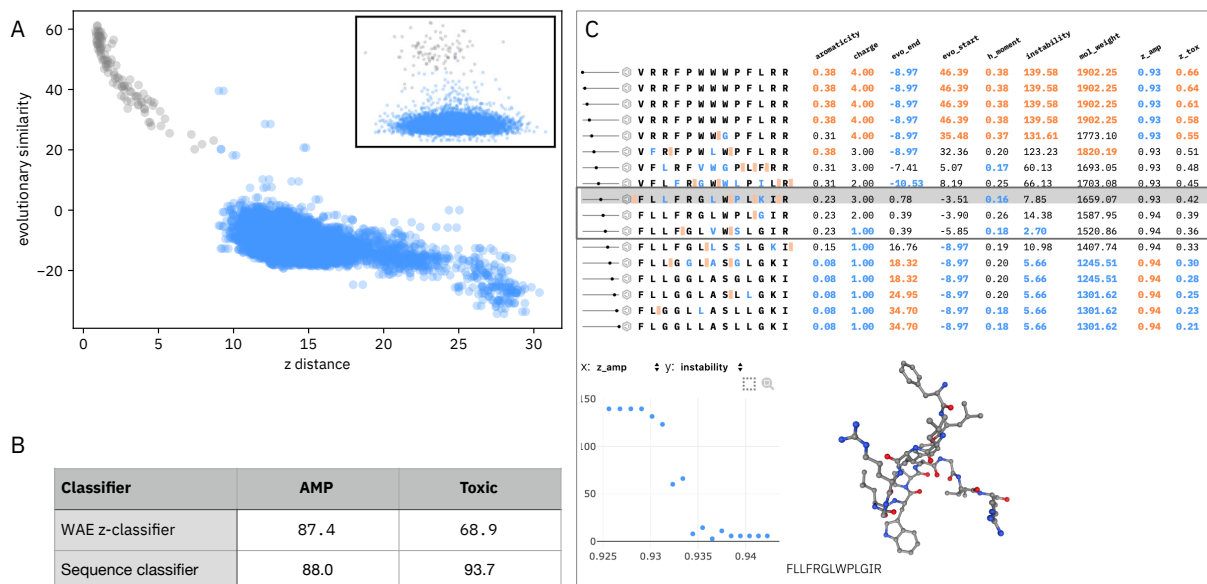 A
evolutionary similarity
60
40
20
0
−20
0
5
10
15
20
25
30
z distance
B
Classifier AMP Toxic
WAE z-classifier 87.4 68.9
Sequence classifier 88.0 93.7
C
aromaticity charge evo_end evo_start h_moment instability mol_weight z_amp z_tox
V R R F P W W W P F L R R 0.38 4.00 -8.97 46.39 0.38 139.58 1902.25 0.93 0.66
V R R F P W W W P F L R R 0.38 4.00 -8.97 46.39 0.38 139.58 1902.25 0.93 0.64
V R R F P W W W P F L R R 0.38 4.00 -8.97 46.39 0.38 139.58 1902.25 0.93 0.61
V R R F P W W W P F L R R 0.38 4.00 -8.97 46.39 0.38 139.58 1902.25 0.93 0.58
V R R F P W W G P F L R R 0.31 4.00 -8.97 35.48 0.37 131.61 1773.10 0.93 0.55
V F R F P W L W P F L R R 0.38 3.00 -8.97 32.36 0.20 123.23 1820.19 0.93 0.51
V F L R F V W G P L F R 0.31 3.00 -7.41 5.07 0.17 60.13 1693.05 0.93 0.48
V F L F R G W W L P I L R 0.31 2.00 -10.53 8.19 0.25 66.13 1703.08 0.93 0.45
F L L F R G L W P L K I R 0.23 3.00 0.78 -3.51 0.16 7.85 1659.07 0.93 0.42
F L L F R G L W P L G I R 0.23 2.00 0.39 -3.90 0.26 14.38 1587.95 0.94 0.39
F L L F G L V W S L G I R 0.23 1.00 0.39 -5.85 0.18 2.70 1520.86 0.94 0.36
F L L F G L L S S L G K I 0.15 1.00 16.76 -8.97 0.19 10.98 1407.74 0.94 0.33
F L L G G L A S G L G K I 0.08 1.00 18.32 -8.97 0.20 5.66 1245.51 0.94 0.30
F L L G G L A S G L G K I 0.08 1.00 18.32 -8.97 0.20 5.66 1245.51 0.94 0.28
F L L G G L A S L L G K I 0.08 1.00 24.95 -8.97 0.20 5.66 1301.62 0.94 0.25
F L G G L L A S L L G K I 0.08 1.00 34.70 -8.97 0.18 5.66 1301.62 0.94 0.23
F L G G L L A S L L G K I 0.08 1.00 34.70 -8.97 0.18 5.66 1301.62 0.94 0.21
x: z_amp y: instability
150
100
50
0
0.925 0.93 0.935 0.94
FLLFRGLWPLGIR